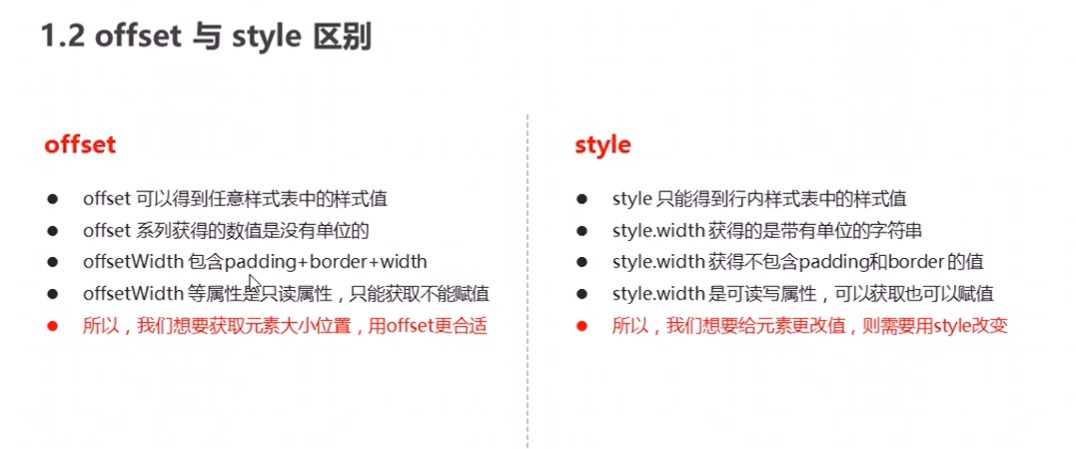 1.2 offset 与 style 区别
offset
● offset 可以得到任意样式表中的样式值
● offset 系列获得的数值是没有单位的
● offsetWidth 包含padding+border+width
● offsetWidth 等属性是只读属性，只能获取不能赋值
● 所以，我们想要获取元素大小位置，用offset更合适
style
● style 只能得到行内样式表中的样式值
● style.width 获得的是带有单位的字符串
● style.width 获得不包含padding和border 的值
● style.width 是可读写属性，可以获取也可以赋值
● 所以，我们想要给元素更改值，则需要用style改变